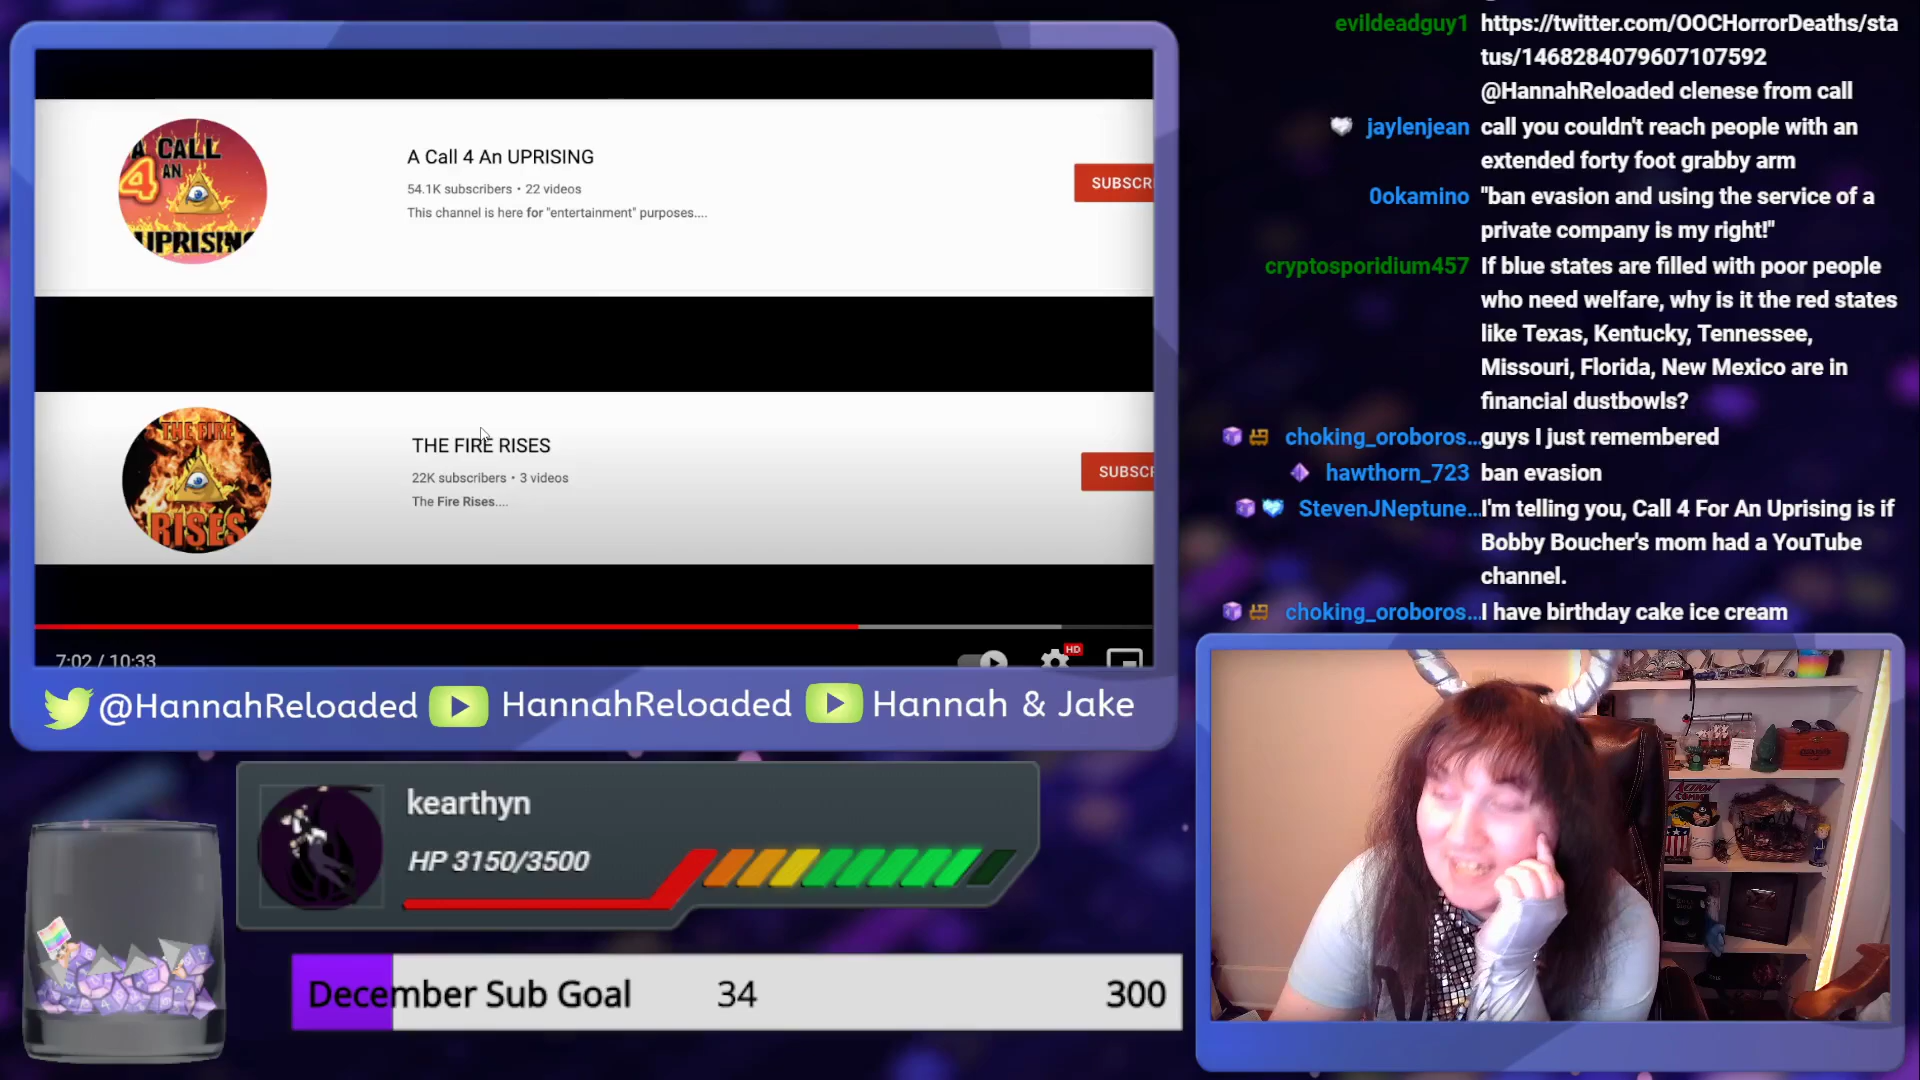 A CALL
4 AN
UPRISING
A Call 4 An UPRISING
54.1K subscribers • 22 videos
This channel is here for "entertainment" purposes....
SUBSCR
THE FIRE
RISES
THE FIRE RISES
22K subscribers • 3 videos
The Fire Rises....
SUBSCR
7:02 / 10:33
HD
@HannahReloaded HannahReloaded Hannah & Jake
kearthyn
HP 3150/3500
December Sub Goal 34 300
evildeadguy1 https://twitter.com/OOCHorrorDeaths/sta
tus/1468284079607107592
@HannahReloaded clenese from call
jaylenjean call you couldn't reach people with an
extended forty foot grabby arm
0okamino "ban evasion and using the service of a
private company is my right!"
cryptosporidium457 If blue states are filled with poor people
who need welfare, why is it the red states
like Texas, Kentucky, Tennessee,
Missouri, Florida, New Mexico are in
financial dustbowls?
choking_oroboros... guys I just remembered
hawthorn_723 ban evasion
StevenJNeptune... I'm telling you, Call 4 For An Uprising is if
Bobby Boucher's mom had a YouTube
channel.
choking_oroboros... I have birthday cake ice cream
ACTION